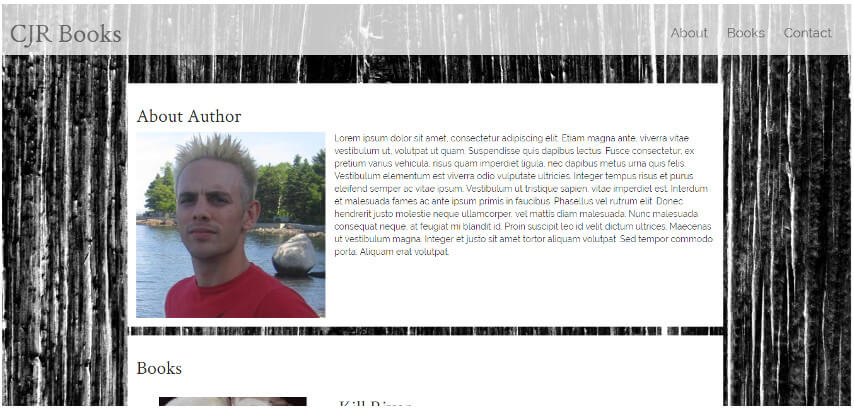 CJR Books
About Books Contact
About Author
Lorem ipsum dolor sit amet, consectetur adipiscing elit. Etiam magna ante, viverra vitae
vestibulum ut, volutpat ut quam. Suspendisse quis dapibus lectus. Fusce consectetur, ex
pretium varius vehicula, risus quam imperdiet ligula, nec dapibus metus urna quis felis.
Vestibulum elementum est viverra odio vulputate ultricies. Integer tempus risus et purus
eleifend semper ac vitae ipsum. Vestibulum ut tristique sapien, vitae imperdiet est. Interdum
et malesuada fames ac ante ipsum primis in faucibus. Phasellus vel rutrum elit. Donec
hendrerit justo molestie neque ullamcorper, vel mattis diam malesuada. Nunc malesuada
consequat neque, at feugiat mi blandit id. Proin suscipit leo id velit dictum ultrices. Maecenas
ut vestibulum magna. Integer et justo sit amet tortor aliquam volutpat. Sed tempor commodo
porta. Aliquam erat volutpat.
Books
Kill